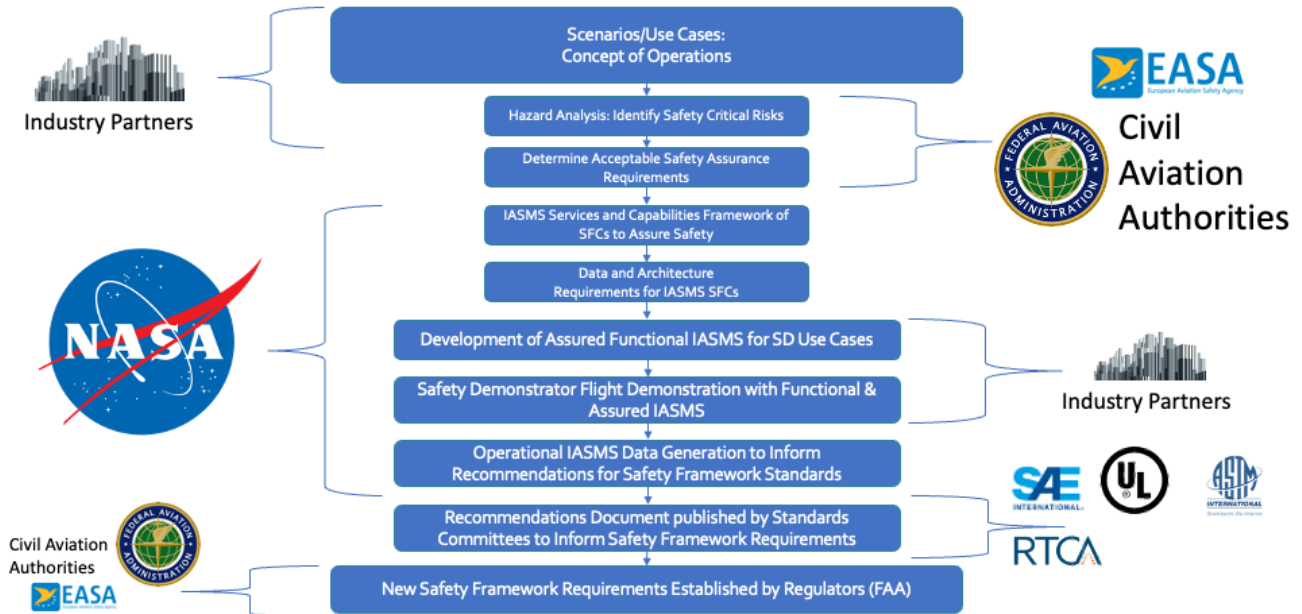 Scenarios/Use Cases:
Concept of Operations
Industry Partners
EASA
European Aviation Safety Agency
Hazard Analysis: Identify Safety Critical Risks
Determine Acceptable Safety Assurance
Requirements
FEDERAL AVIATION
ADMINISTRATION
Civil
Aviation
Authorities
IASMS Services and Capabilities Framework of
SFCs to Assure Safety
Data and Architecture
Requirements for IASMS SFCs
NASA
Development of Assured Functional IASMS for SD Use Cases
Safety Demonstrator Flight Demonstration with Functional &
Assured IASMS
Industry Partners
Operational IASMS Data Generation to Inform
Recommendations for Safety Framework Standards
SAE
INTERNATIONAL
UL
®
ASTM
INTERNATIONAL
Recommendations Document published by Standards
Committees to Inform Safety Framework Requirements
RTCA
Civil Aviation
Authorities
FEDERAL AVIATION
ADMINISTRATION
EASA
European Aviation Safety Agency
New Safety Framework Requirements Established by Regulators (FAA)